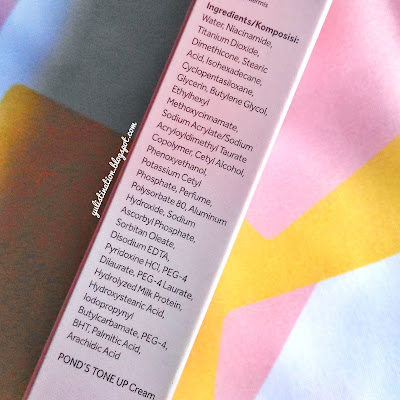 Ingredients/Komposisi:
Water, Niacinamide,
Titanium Dioxide,
Dimethicone, Stearic
Acid, Isohexadecane,
Cyclopentasiloxane,
Glycerin, Butylene Glycol,
Ethylhexyl
Methoxycinnamate,
Sodium Acrylate/Sodium
Acryloyldimethyl Taurate
Copolymer, Cetyl Alcohol,
Phenoxyethanol,
Potassium Cetyl
Phosphate, Perfume,
Polysorbate 80, Aluminum
Hydroxide, Sodium
Ascorbyl Phosphate,
Sorbitan Oleate,
Disodium EDTA,
Pyridoxine HCl, PEG-4
Dilaurate, PEG-4 Laurate,
Hydrolyzed Milk Protein,
Hydroxystearic Acid,
Iodopropynyl
Butylcarbamate, PEG-4,
BHT, Palmitic Acid,
Arachidic Acid
POND'S TONE UP Cream
yukidivation.blogspot.com